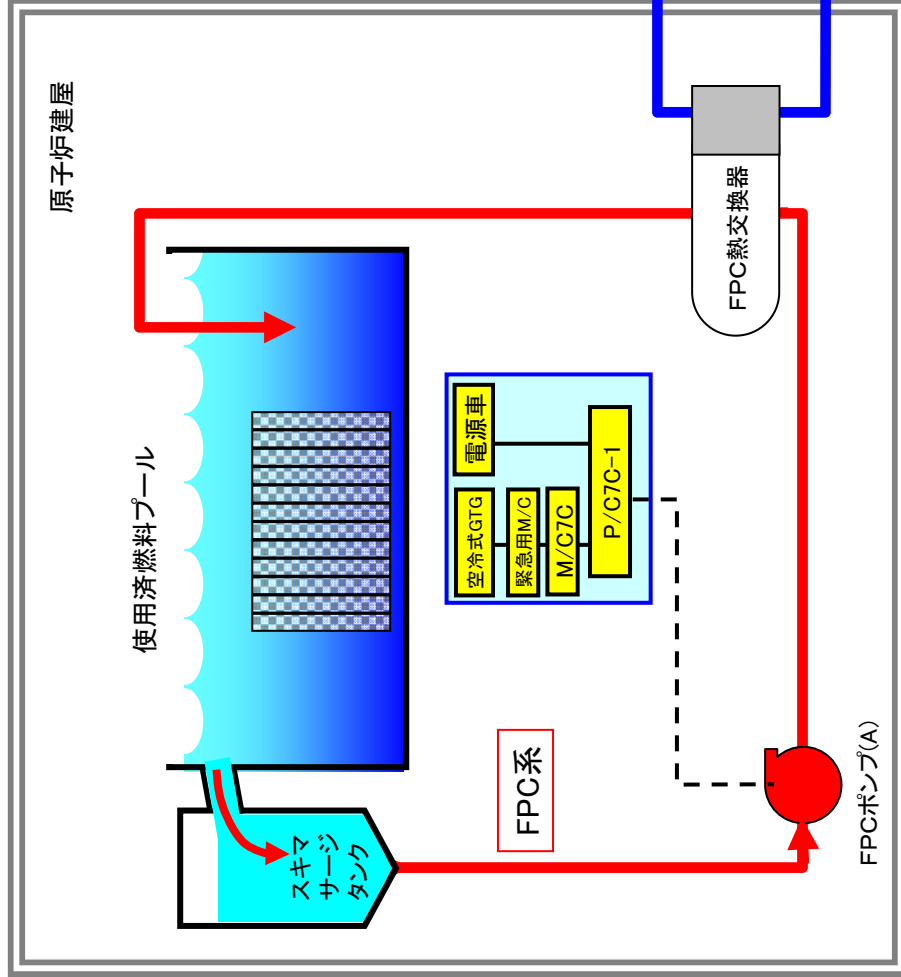 原子炉建屋
使用済燃料プール
スキマ
サージ
タンク
FPC系
FPCポンプ(A)
空冷式GTG
緊急用M/C
M/C7C
電源車
P/C7C-1
FPC熱交換器